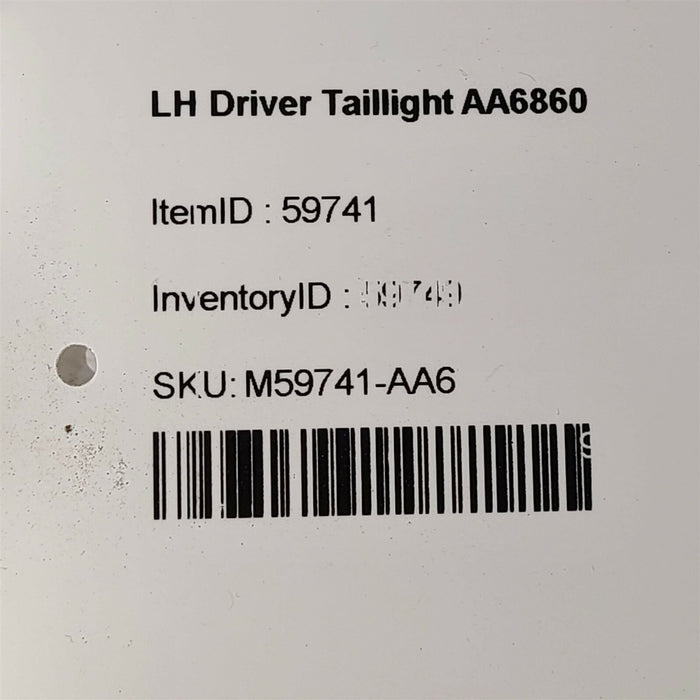 LH Driver Taillight AA6860
ItemID : 59741
InventoryID :
SKU: M59741-AA6